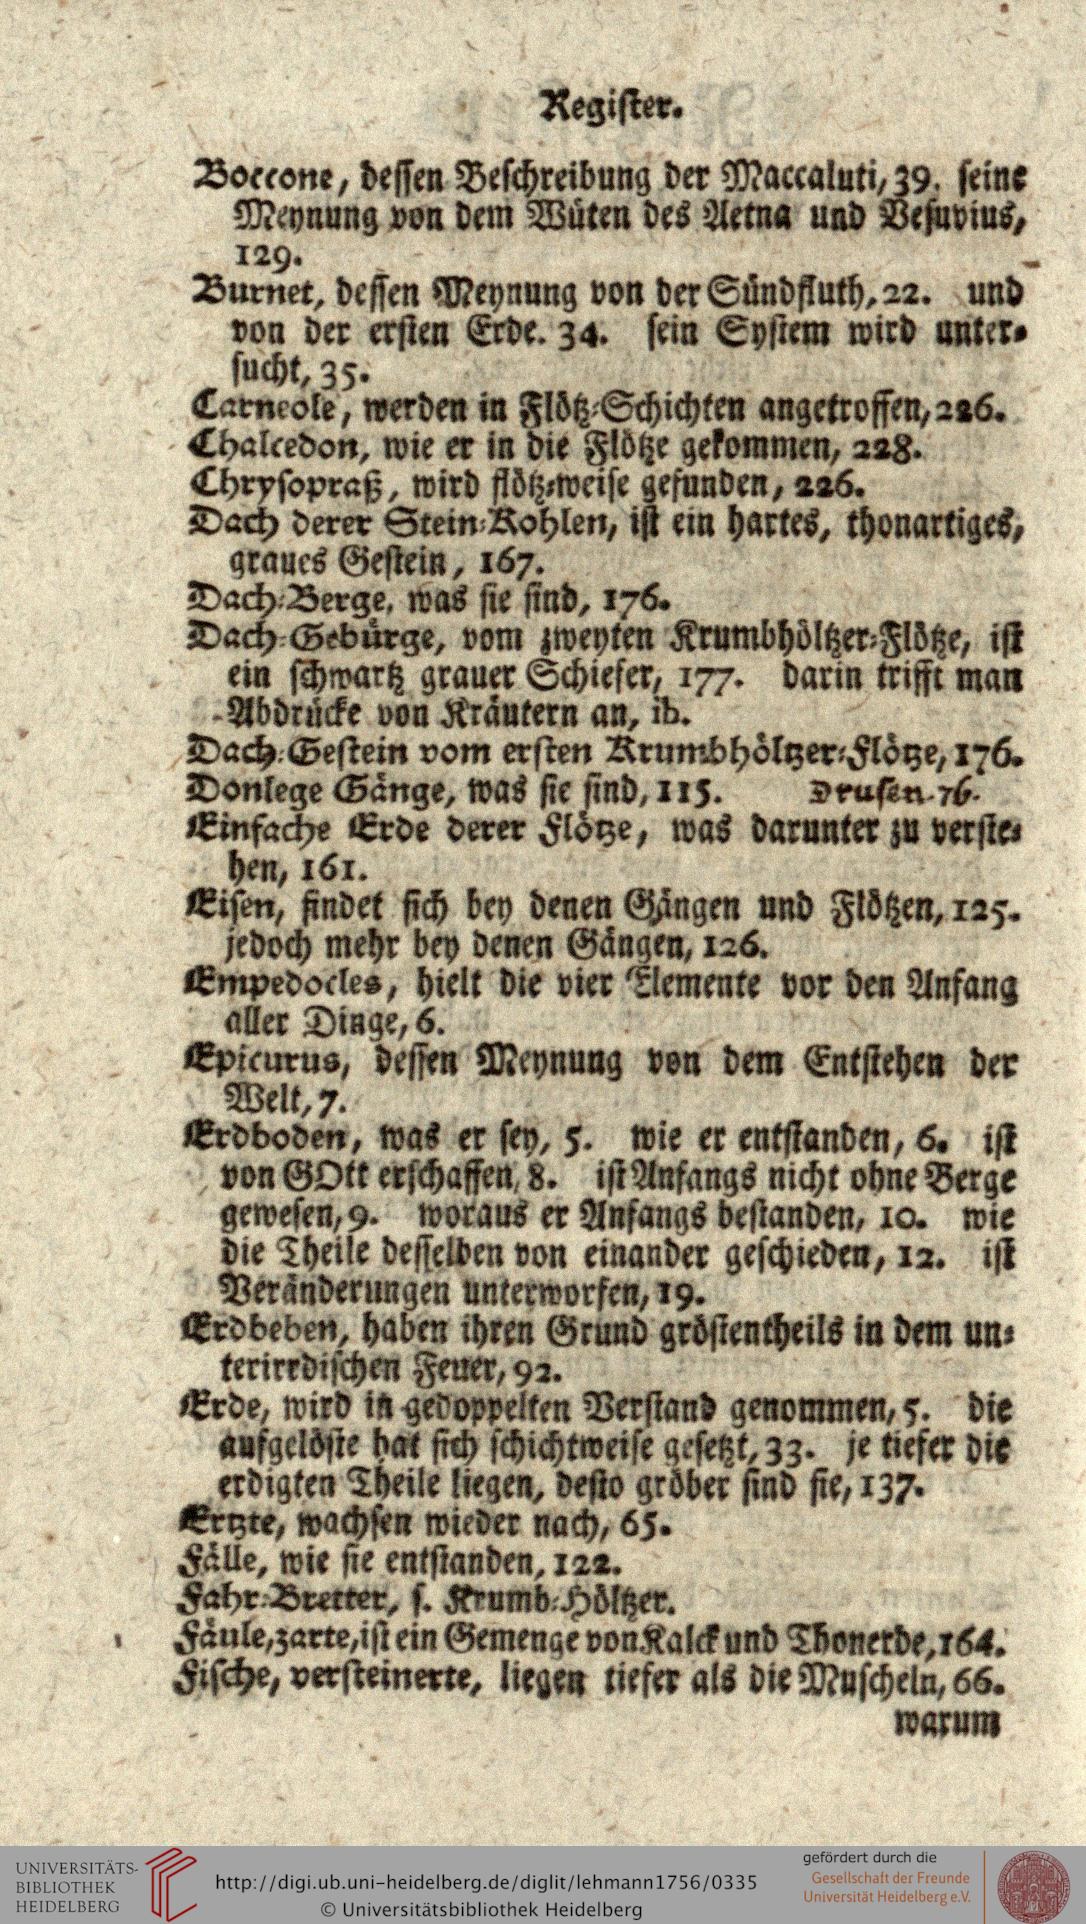 Register.
Boccone, dessen Beschreibung der Maccaluti, 39. seine
Meynung von dem Wüten des Aetna und Vesuvius,
129.
Burnet, dessen Meynung von der Sündfluth, 22. und
von der ersten Erde. 34. sein System wird unter-
sucht, 35.
Carneole, werden in Flötz-Schichten angetroffen, 226.
Chalcedon, wie er in die Flötze gekommen, 228.
Chrysopraß, wird flötz-weise gefunden, 226.
Dach derer Stein-Kohlen, ist ein hartes, thonartiges,
graues Gestein, 167.
Dach-Berge, was sie sind, 176.
Dach-Gebürge, vom zweyten Krumbhöltzer-Flötze, ist
ein schwartz grauer Schiefer, 177. darin trifft man
Abdrücke von Kräutern an, ib.
Dach-Gestein vom ersten Krumbhöltzer-Flötze, 176.
Donlege Gänge, was sie sind, 115. Drusen. 76.
Einfache Erde derer Flötze, was darunter zu verste-
hen, 161.
Eisen, findet sich bey denen Gängen und Flötzen, 125.
jedoch mehr bey denen Gängen, 126.
Empedocles, hielt die vier Elemente vor den Anfang
aller Dinge, 6.
Epicurus, dessen Meynung von dem Entstehen der
Welt, 7.
Erdboden, was er sey, 5. wie er entstanden, 6. ist
von GOtt erschaffen, 8. ist Anfangs nicht ohne Berge
gewesen, 9. woraus er Anfangs bestanden, 10. wie
die Theile desselben von einander geschieden, 12. ist
Veränderungen unterworfen, 19.
Erdbeben, haben ihren Grund gröstentheils in dem un-
terirrdischen Feuer, 92.
Erde, wird in gedoppelten Verstand genommen, 5. die
aufgelöste hat sich schichtweise gesetzt, 33. je tiefer die
erdigten Theile liegen, desto gröber sind sie, 137.
Ertzte, wachsen wieder nach, 65.
Fälle, wie sie entstanden, 122.
Fahr-Bretter, s. Krumb-Höltzer.
Fäule, zarte, ist ein Gemenge von Kalck und Thonerde, 164.
Fische, versteinerte, liegen tiefer als die Muscheln, 66.
warum
UNIVERSITÄTS-
BIBLIOTHEK
HEIDELBERG
http://digi.ub.uni-heidelberg.de/diglit/lehmann1756/0335
© Universitätsbibliothek Heidelberg
gefördert durch die
Gesellschaft der Freunde
Universität Heidelberg e.V.